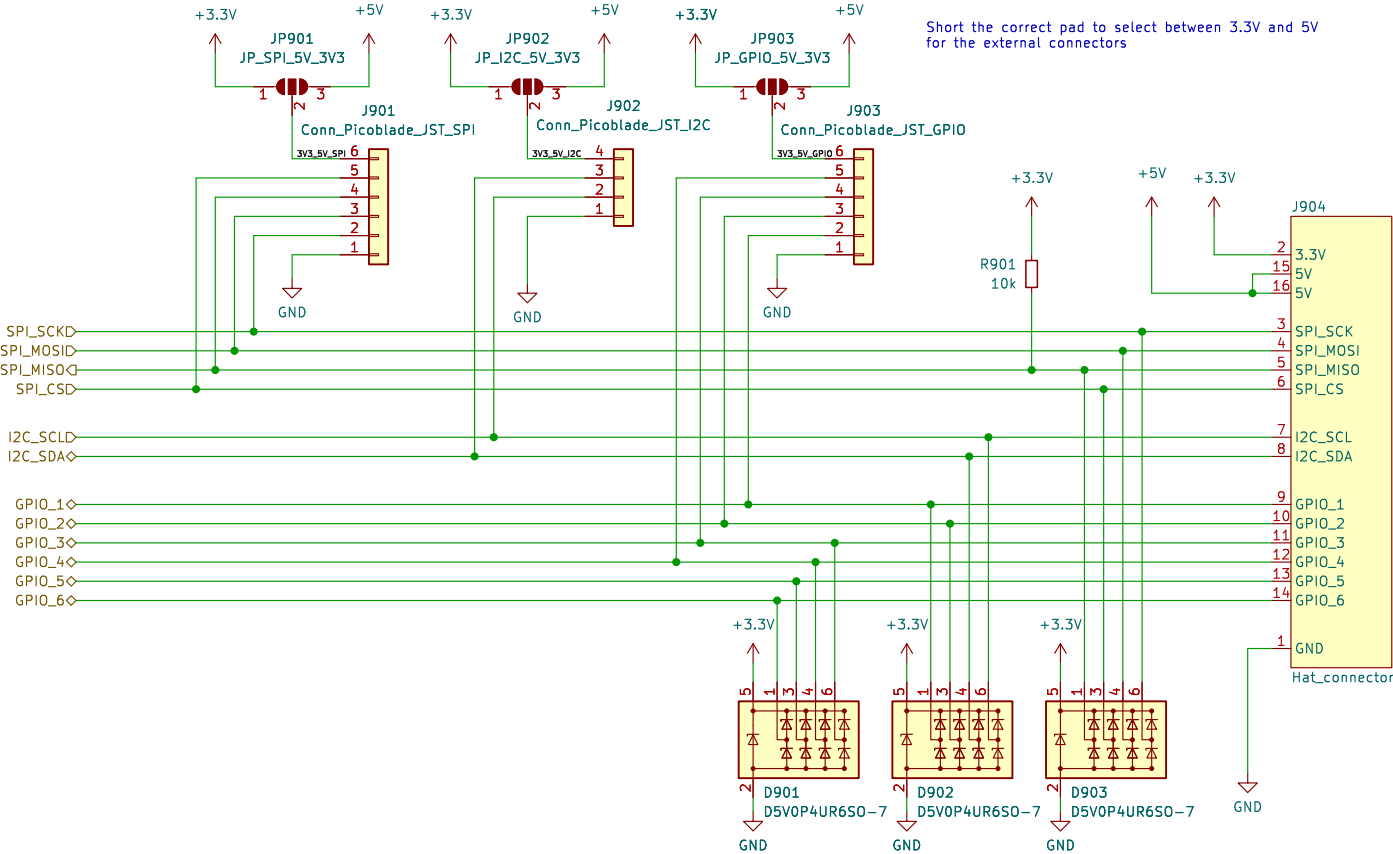 +3.3V
+5V
+3.3V
+5V
+3.3V
+5V
Short the correct pad to select between 3.3V and 5V
for the external connectors
JP901
JP_SPI_5V_3V3
JP902
JP_I2C_5V_3V3
JP903
JP_GPIO_5V_3V3
1
2
3
1
2
3
1
2
3
J901
Conn_Picoblade_JST_SPI
J902
Conn_Picoblade_JST_I2C
J903
Conn_Picoblade_JST_GPIO
3V3_5V_SPI
6
5
4
3
2
1
3V3_5V_I2C
4
3
2
1
3V3_5V_GPIO
6
5
4
3
2
1
GND
GND
GND
+3.3V
R901
10k
+5V
+3.3V
J904
2
3.3V
15
5V
16
5V
SPI_SCK
3
SPI_SCK
SPI_MOSI
4
SPI_MOSI
SPI_MISO
5
SPI_MISO
SPI_CS
6
SPI_CS
I2C_SCL
7
I2C_SCL
I2C_SDA
8
I2C_SDA
GPIO_1
9
GPIO_1
GPIO_2
10
GPIO_2
GPIO_3
11
GPIO_3
GPIO_4
12
GPIO_4
GPIO_5
13
GPIO_5
GPIO_6
14
GPIO_6
1
GND
Hat_connector
GND
+3.3V
+3.3V
+3.3V
5
1
3
4
6
5
1
3
4
6
5
1
3
4
6
2
D901
D5V0P4UR6SO-7
GND
2
D902
D5V0P4UR6SO-7
GND
2
D903
D5V0P4UR6SO-7
GND